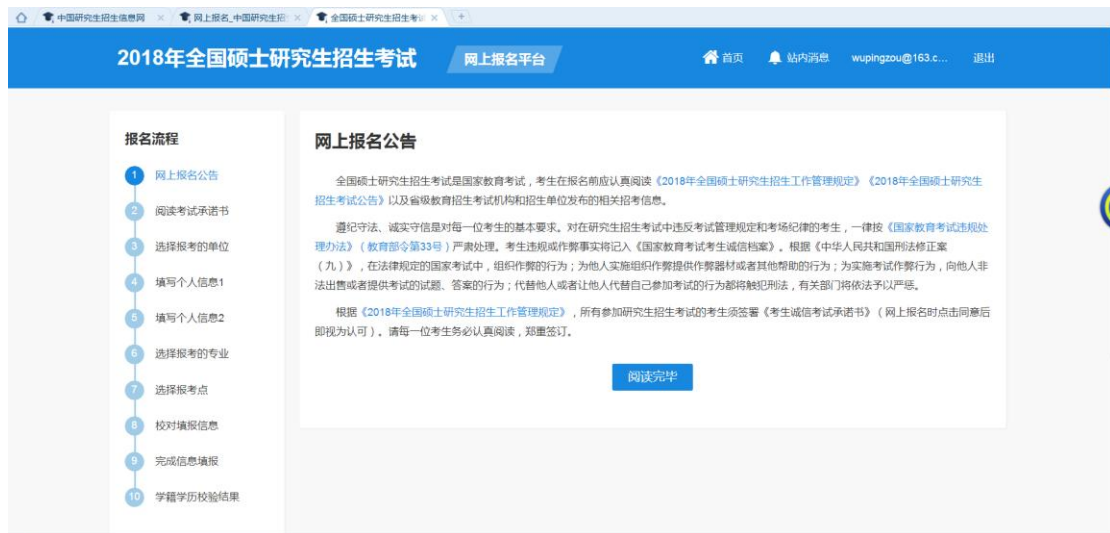 中国研究生招生信息网
网上报名_中国研究生招
全国硕士研究生招生考试
2018年全国硕士研究生招生考试
网上报名平台
首页
站内消息
wupingzou@163.c...
退出
报名流程
1 网上报名公告
2 阅读考试承诺书
3 选择报考的单位
4 填写个人信息1
5 填写个人信息2
6 选择报考的专业
7 选择报考点
8 校对填报信息
9 完成信息填报
10 学籍学历校验结果
网上报名公告
全国硕士研究生招生考试是国家教育考试，考生在报名前应认真阅读《2018年全国硕士研究生招生工作管理规定》《2018年全国硕士研究生
招生考试公告》以及省级教育招生考试机构和招生单位发布的相关招考信息。
遵纪守法、诚实守信是对每一位考生的基本要求。对在研究生招生考试中违反考试管理规定和考场纪律的考生，一律按《国家教育考试违规处
理办法》（教育部令第33号）严肃处理。考生违规或作弊事实将记入《国家教育考试考生诚信档案》。根据《中华人民共和国刑法修正案
（九）》，在法律规定的国家考试中，组织作弊的行为；为他人实施组织作弊提供作弊器材或者其他帮助的行为；为实施考试作弊行为，向他人非
法出售或者提供考试的试题、答案的行为；代替他人或者让他人代替自己参加考试的行为都将触犯刑法，有关部门将依法予以严惩。
根据《2018年全国硕士研究生招生工作管理规定》，所有参加研究生招生考试的考生须签署《考生诚信考试承诺书》（网上报名时点击同意后
即视为认可）。请每一位考生务必认真阅读，郑重签订。
阅读完毕